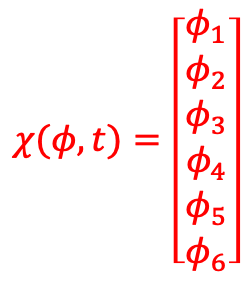 χ(ϕ, t) = [ϕ₁
ϕ₂
ϕ₃
ϕ₄
ϕ₅
ϕ₆]